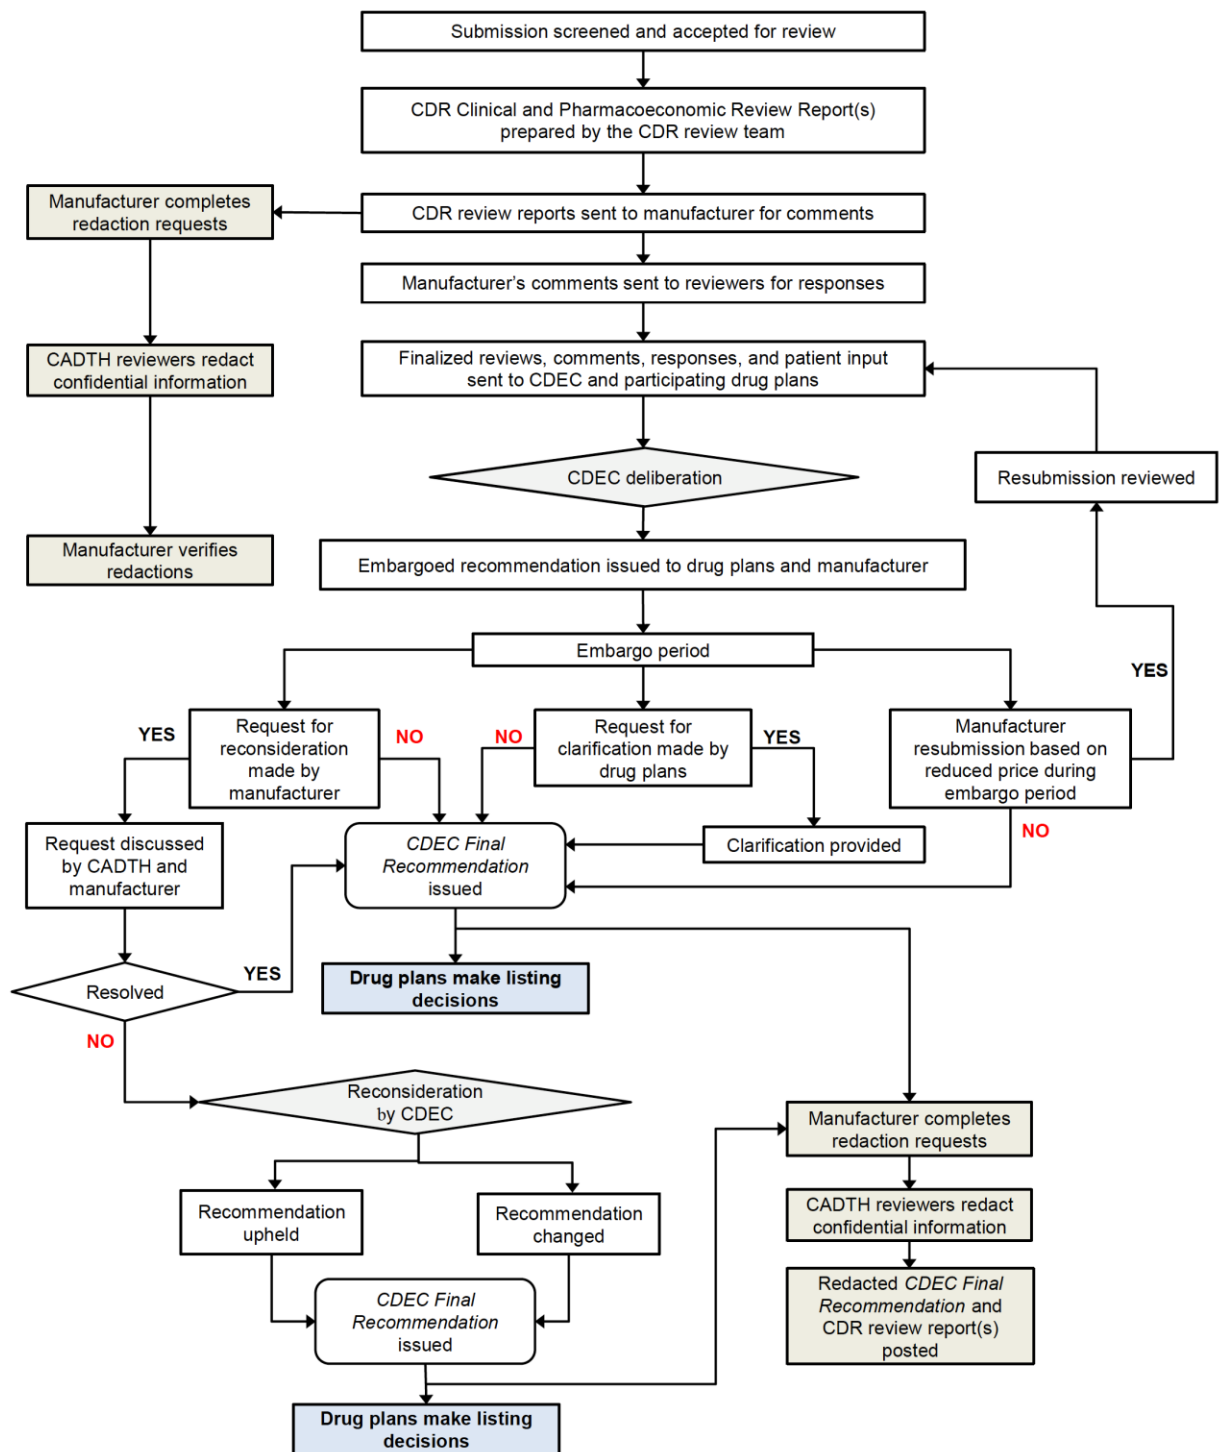 Submission screened and accepted for review
CDR Clinical and Pharmacoeconomic Review Report(s)
prepared by the CDR review team
Manufacturer completes
redaction requests
CDR review reports sent to manufacturer for comments
Manufacturer's comments sent to reviewers for responses
CADTH reviewers redact
confidential information
Finalized reviews, comments, responses, and patient input
sent to CDEC and participating drug plans
CDEC deliberation
Resubmission reviewed
Manufacturer verifies
redactions
Embargoed recommendation issued to drug plans and manufacturer
Embargo period
YES
YES
Request for
reconsideration
made by
manufacturer
NO
NO
Request for
clarification made by
drug plans
YES
Manufacturer
resubmission based on
reduced price during
embargo period
NO
Request discussed
by CADTH and
manufacturer
CDEC Final
Recommendation
issued
Clarification provided
Resolved
YES
NO
Drug plans make listing
decisions
Reconsideration
by CDEC
Manufacturer completes
redaction requests
Recommendation
upheld
Recommendation
changed
CADTH reviewers redact
confidential information
CDEC Final
Recommendation
issued
Redacted CDEC Final
Recommendation and
CDR review report(s)
posted
Drug plans make listing
decisions